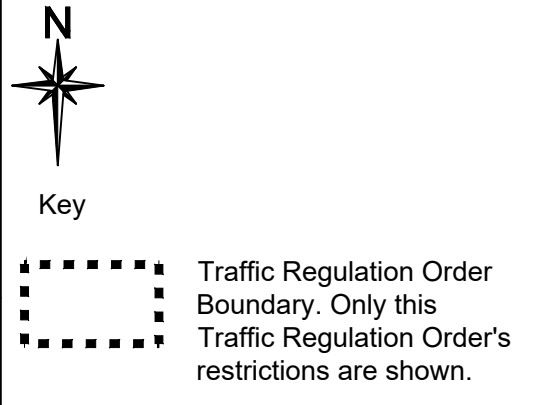 N
Key
Traffic Regulation Order
Boundary. Only this
Traffic Regulation Order's
restrictions are shown.